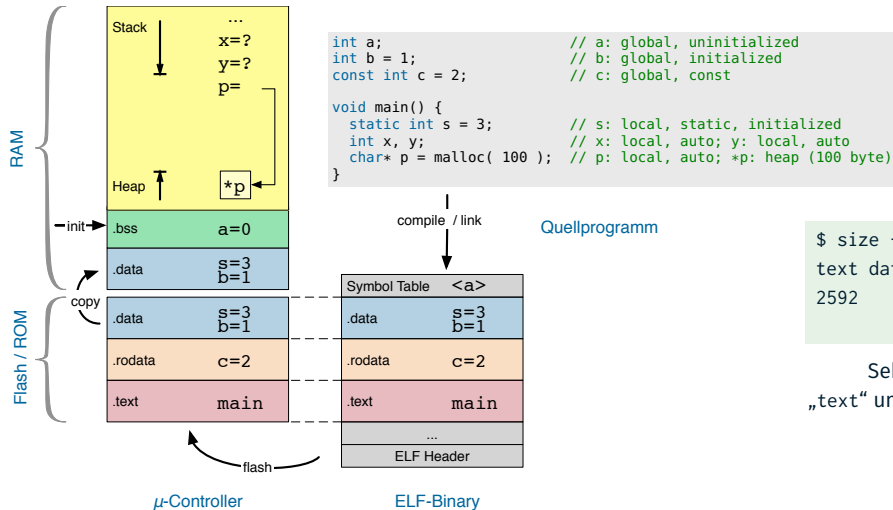 ...
Stack
x=?
y=?
p=
*p
Heap
RAM
init
.bss a=0
.data s=3
b=1
copy
Flash / ROM
.data s=3
b=1
.rodata c=2
.text main
flash
µ-Controller
int a; // a: global, uninitialized
int b = 1; // b: global, initialized
const int c = 2; // c: global, const
void main() {
static int s = 3; // s: local, static, initialized
int x, y; // x: local, auto; y: local, auto
char* p = malloc( 100 ); // p: local, auto; *p: heap (100 byte)
}
compile / link
Quellprogramm
Symbol Table <a>
.data s=3
b=1
.rodata c=2
.text main
...
ELF Header
ELF-Binary
$ size
text
2592
„text“